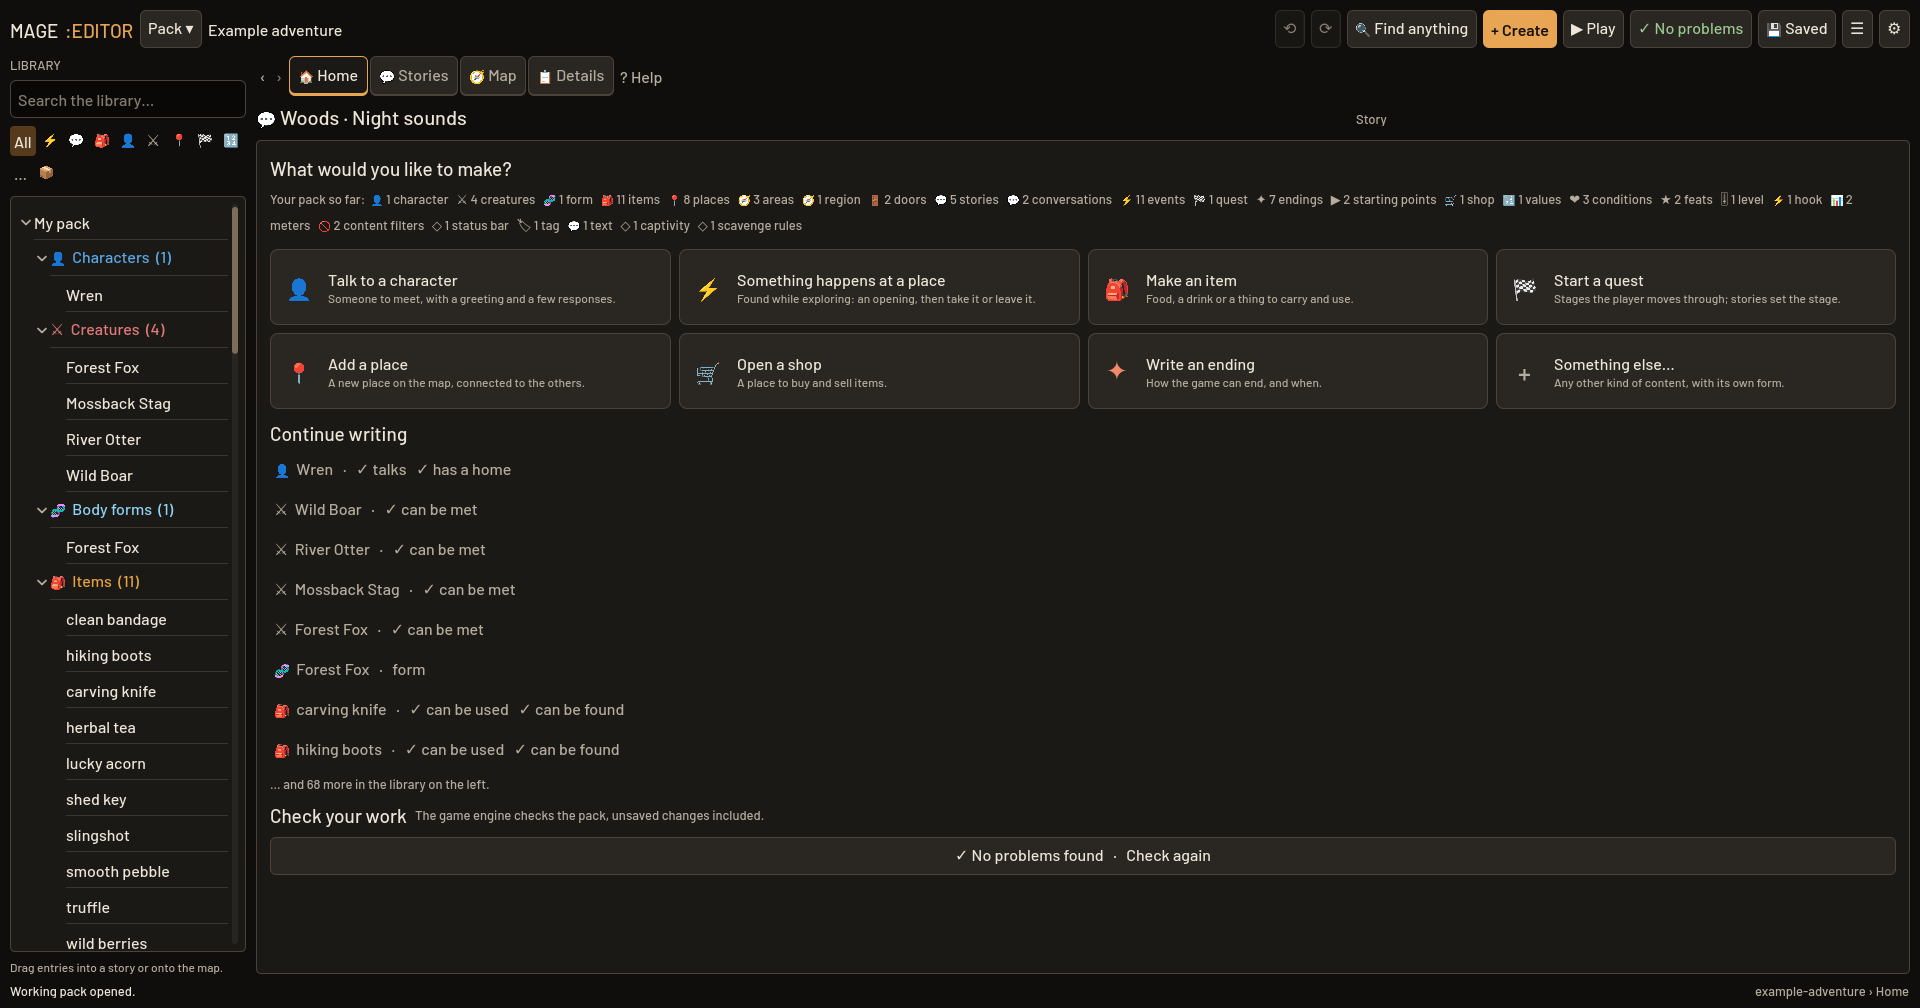 MAGE :EDITOR Pack ▾ Example adventure
⟲ ⟳ 🔍 Find anything + Create ▶ Play ✓ No problems 💾 Saved ☰ ⚙
LIBRARY
Search the library...
All
...
‹ › 🏠 Home 💬 Stories 🧭 Map 📋 Details ? Help
💬 Woods · Night sounds
Story
My pack
Characters (1)
Wren
Creatures (4)
Forest Fox
Mossback Stag
River Otter
Wild Boar
Body forms (1)
Forest Fox
Items (11)
clean bandage
hiking boots
carving knife
herbal tea
lucky acorn
shed key
slingshot
smooth pebble
truffle
wild berries
Drag entries into a story or onto the map.
Working pack opened.
What would you like to make?
Your pack so far: 1 character 4 creatures 1 form 11 items 8 places 3 areas 1 region 2 doors 5 stories 2 conversations 11 events 1 quest 7 endings 2 starting points 1 shop 1 values 3 conditions 2 feats 1 level 1 hook 2
meters 2 content filters 1 status bar 1 tag 1 text 1 captivity 1 scavenge rules
Talk to a character
Someone to meet, with a greeting and a few responses.
Something happens at a place
Found while exploring: an opening, then take it or leave it.
Make an item
Food, a drink or a thing to carry and use.
Start a quest
Stages the player moves through; stories set the stage.
Add a place
A new place on the map, connected to the others.
Open a shop
A place to buy and sell items.
Write an ending
How the game can end, and when.
+ Something else...
Any other kind of content, with its own form.
Continue writing
Wren · ✓ talks ✓ has a home
Wild Boar · ✓ can be met
River Otter · ✓ can be met
Mossback Stag · ✓ can be met
Forest Fox · ✓ can be met
Forest Fox · form
carving knife · ✓ can be used ✓ can be found
hiking boots · ✓ can be used ✓ can be found
... and 68 more in the library on the left.
Check your work The game engine checks the pack, unsaved changes included.
✓ No problems found · Check again
example-adventure › Home